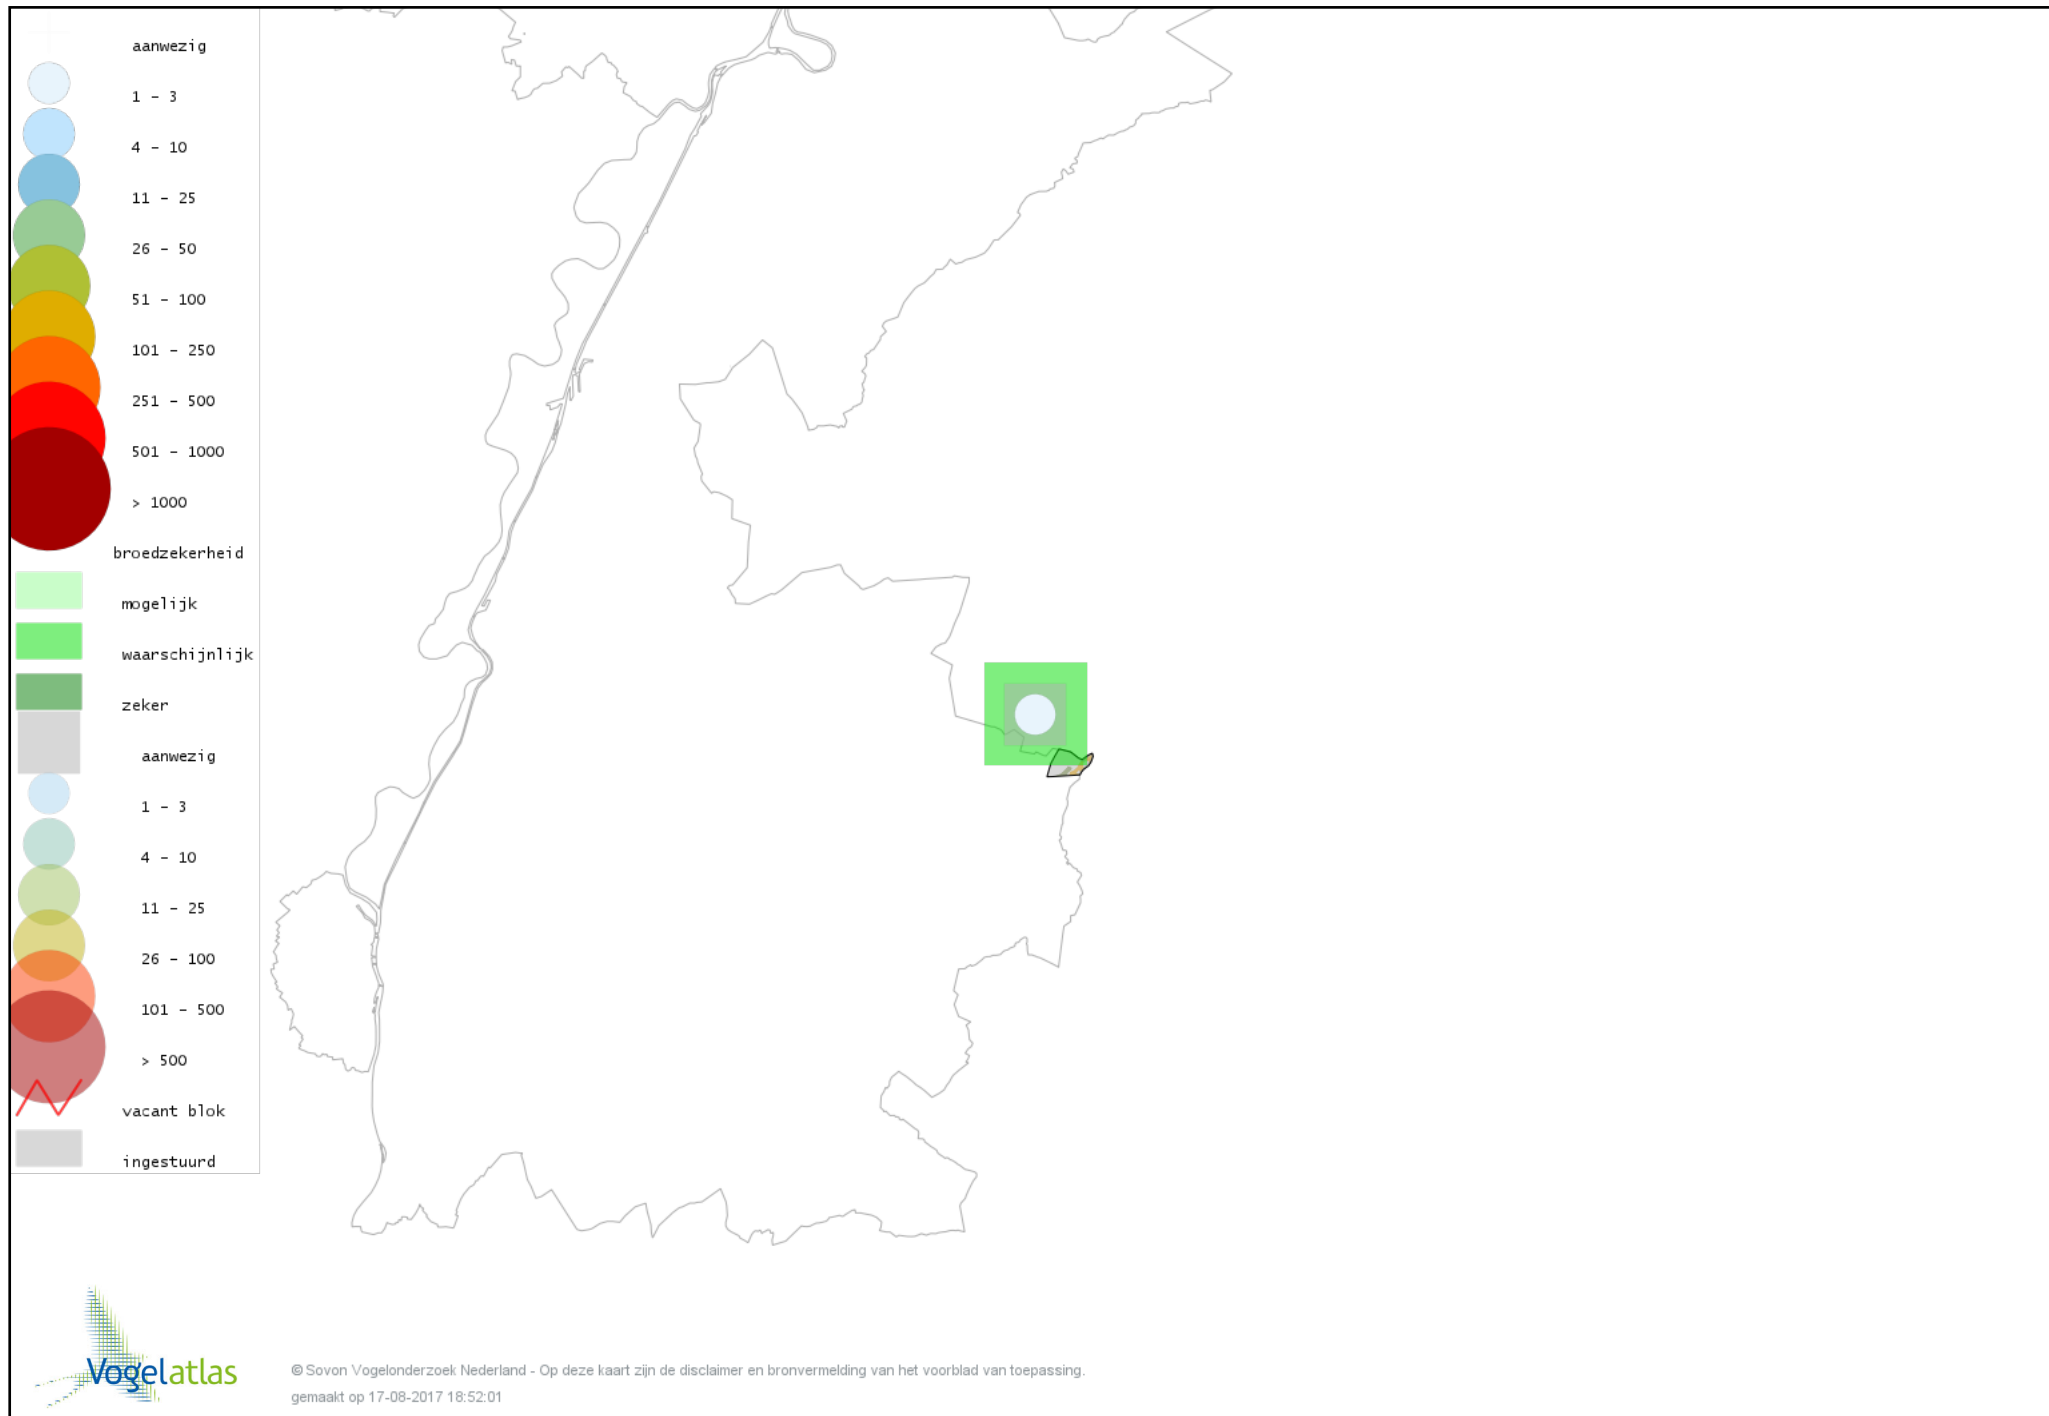 aanwezig
1 - 3
4 - 10
11 - 25
26 - 50
51 - 100
101 - 250
251 - 500
501 - 1000
> 1000
broedzekerheid
mogelijk
waarschijnlijk
zeker
aanwezig
1 - 3
4 - 10
11 - 25
26 - 100
101 - 500
> 500
vacant blok
ingestuurd
Vogelatlas
© Sovon Vogelonderzoek Nederland - Op deze kaart zijn de disclaimer en bronvermelding van het voorblad van toepassing.
gemaakt op 17-08-2017 18:52:01